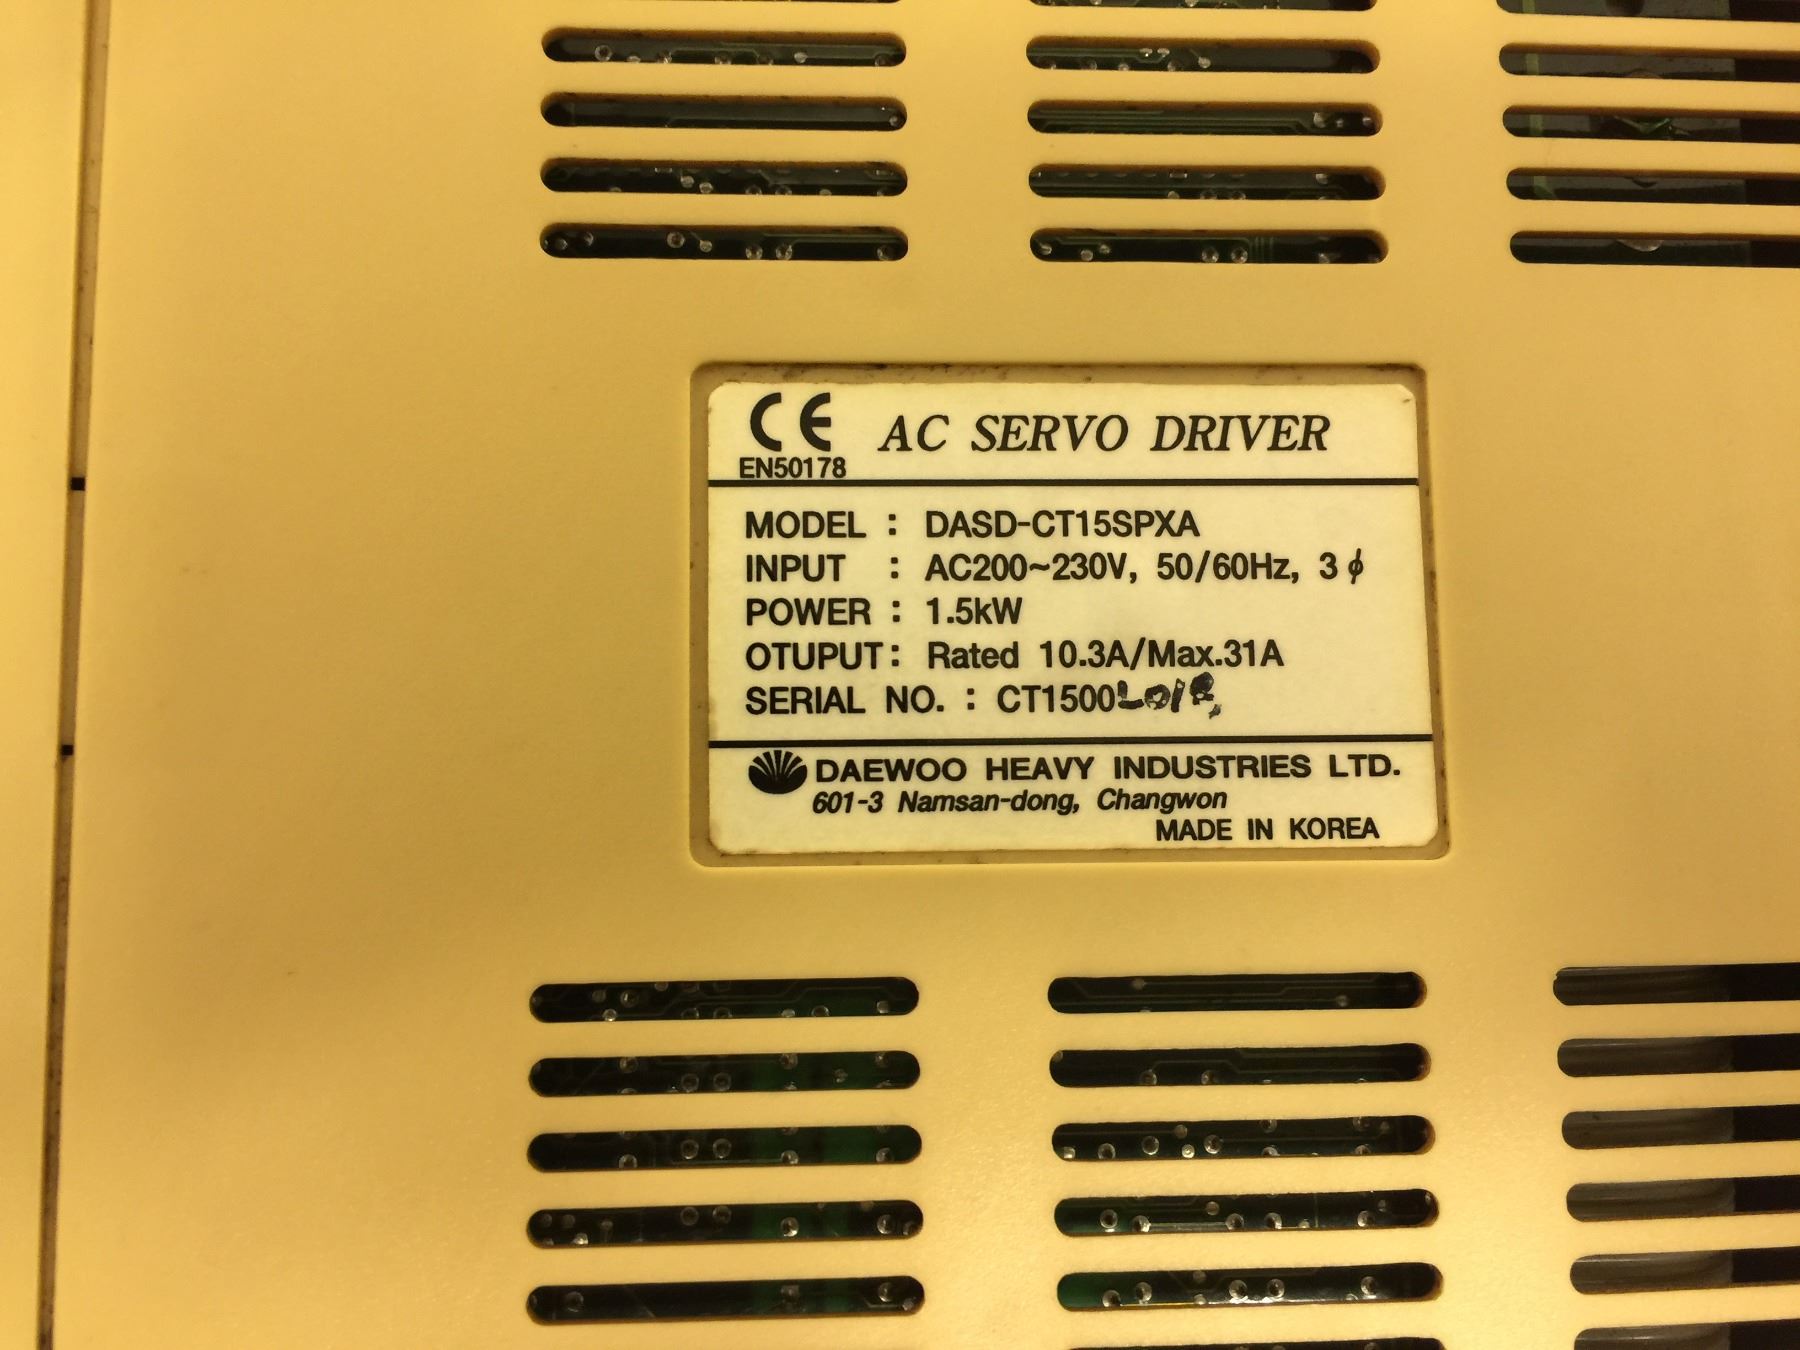 CE AC SERVO DRIVER
EN50178
MODEL : DASD-CT15SPXA
INPUT : AC200~230V, 50/60Hz, 3 ϕ
POWER : 1.5kW
OTUPUT : Rated 10.3A/Max.31A
SERIAL NO. : CT1500
DAEWOO HEAVY INDUSTRIES LTD.
601-3 Namsan-dong, Changwon
MADE IN KOREA